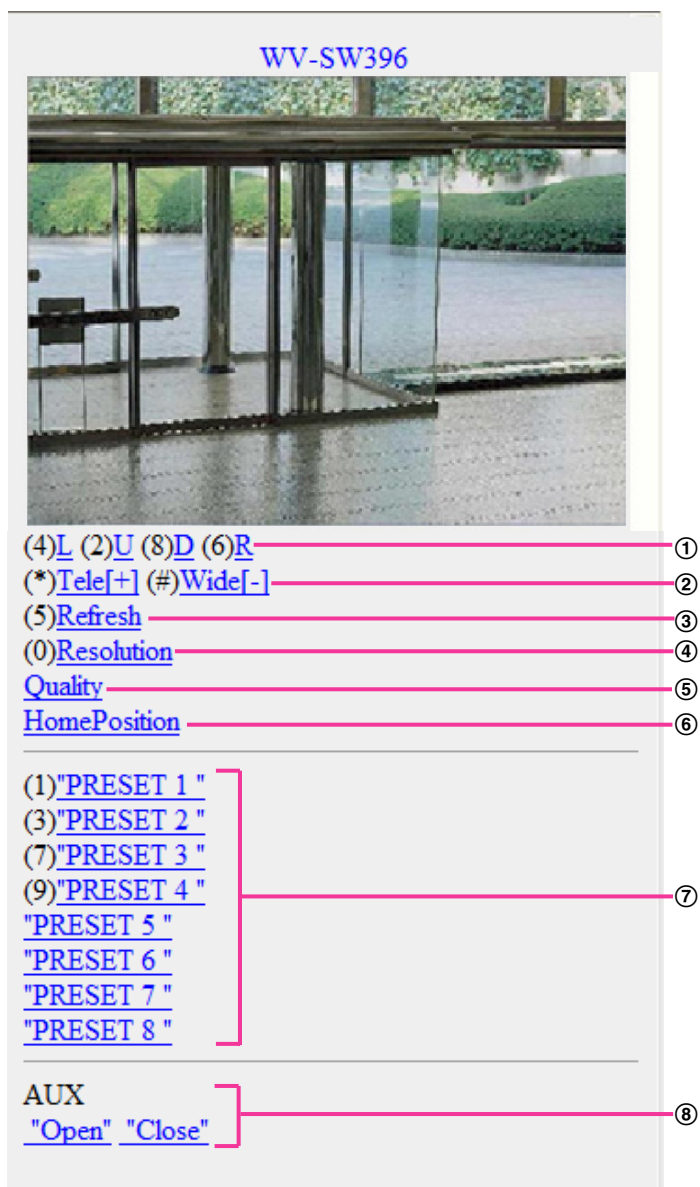 WV-SW396
(4)L (2)U (8)D (6)R ①
(*)Tele[+] (#)Wide[-] ②
(5)Refresh ③
(0)Resolution ④
Quality ⑤
HomePosition ⑥
(1)"PRESET 1 "
(3)"PRESET 2 "
(7)"PRESET 3 "
(9)"PRESET 4 " ⑦
"PRESET 5 "
"PRESET 6 "
"PRESET 7 "
"PRESET 8 "
AUX
"Open" "Close" ⑧